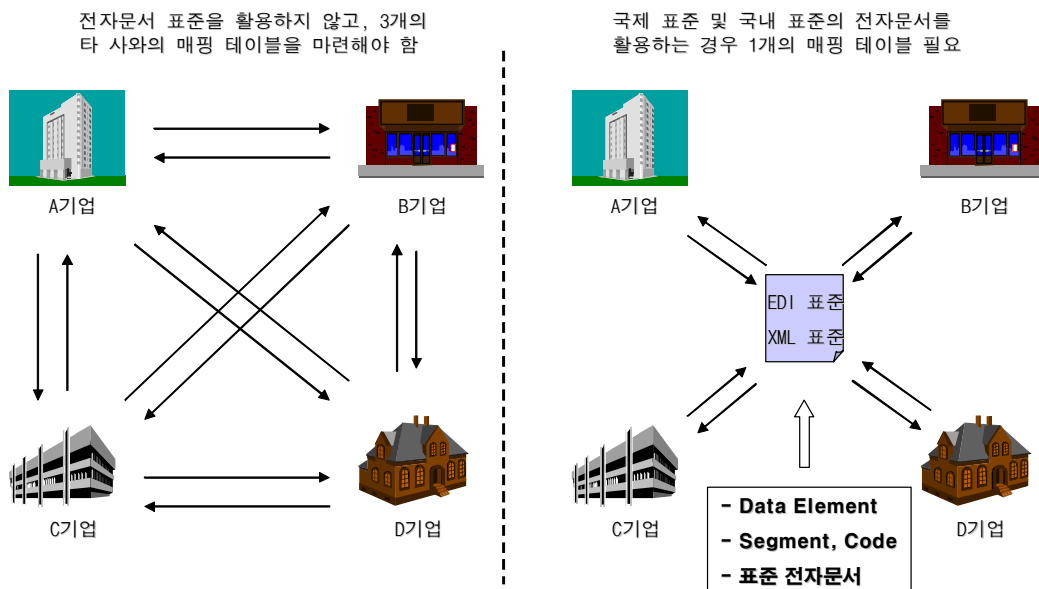 전자문서 표준을 활용하지 않고, 3개의
타 사와의 매핑 테이블을 마련해야 함
국제 표준 및 국내 표준의 전자문서를
활용하는 경우 1개의 매핑 테이블 필요
A기업
B기업
C기업
D기업
A기업
B기업
EDI 표준
XML 표준
C기업
D기업
- Data Element
- Segment, Code
- 표준 전자문서